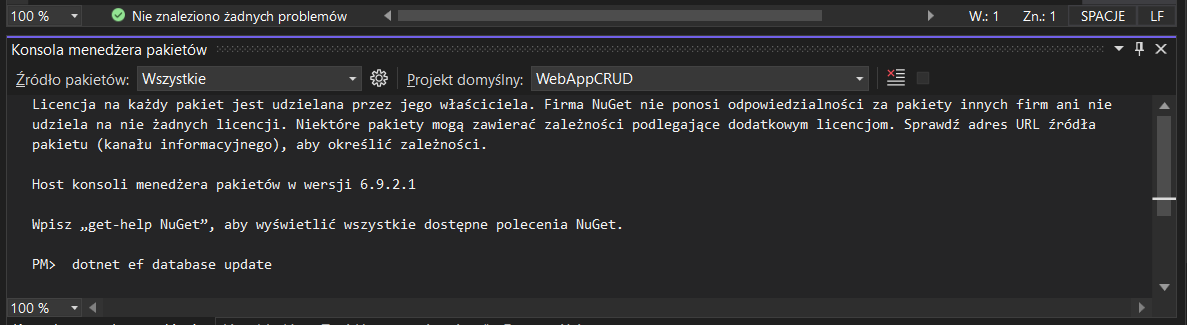 100 % Nie znaleziono żadnych problemów W.: 1 Zn.: 1 SPACJE LF
Konsola menedżera pakietów
Źródło pakietów: Wszystkie Projekt domyślny: WebAppCRUD
Licencja na każdy pakiet jest udzielana przez jego właściciela. Firma NuGet nie ponosi odpowiedzialności za pakiety innych firm ani nie
udziela na nie żadnych licencji. Niektóre pakiety mogą zawierać zależności podlegające dodatkowym licencjom. Sprawdź adres URL źródła
pakietu (kanału informacyjnego), aby określić zależności.
Host konsoli menedżera pakietów w wersji 6.9.2.1
Wpisz „get-help NuGet”, aby wyświetlić wszystkie dostępne polecenia NuGet.
PM> dotnet ef database update
100 %